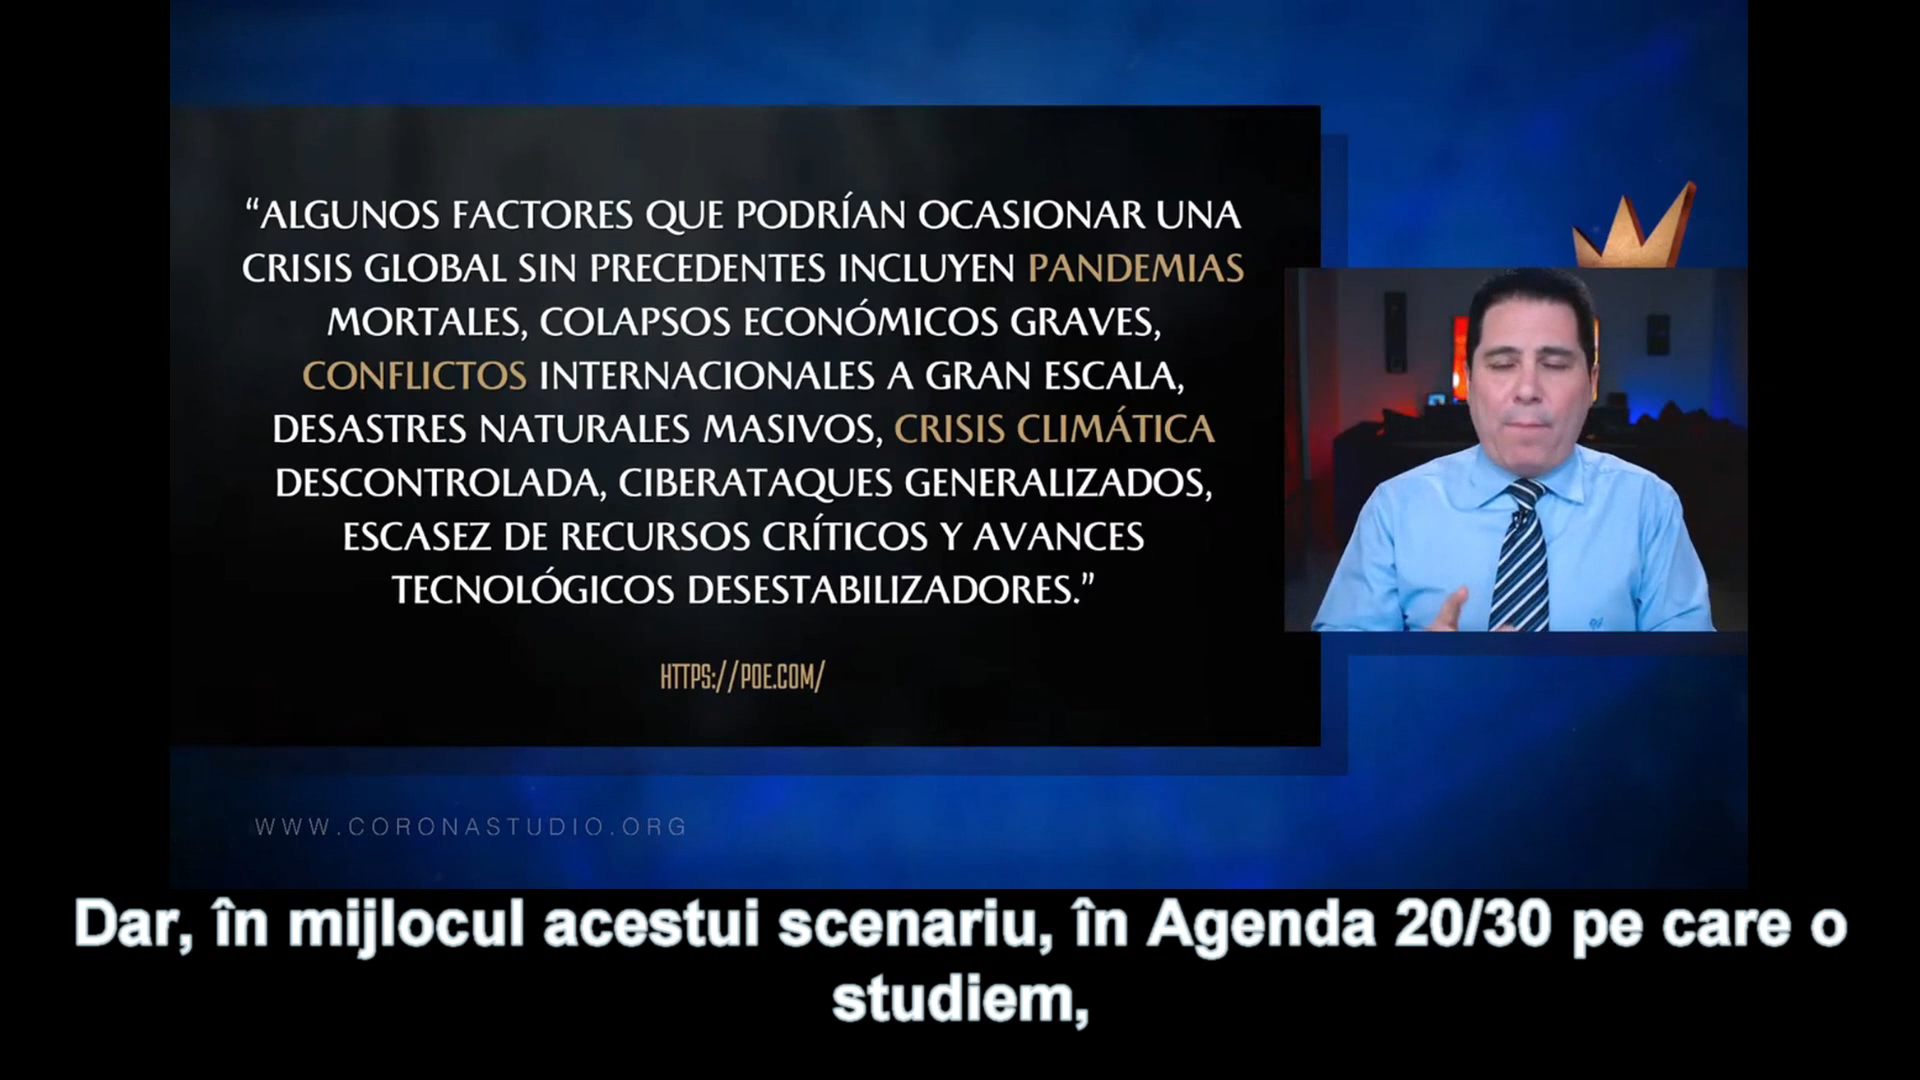 “ALGUNOS FACTORES QUE PODRÍAN OCASIONAR UNA
CRISIS GLOBAL SIN PRECEDENTES INCLUYEN PANDEMIAS
MORTALES, COLAPSOS ECONÓMICOS GRAVES,
CONFLICTOS INTERNACIONALES A GRAN ESCALA,
DESASTRES NATURALES MASIVOS, CRISIS CLIMÁTICA
DESCONTROLADA, CIBERATAQUES GENERALIZADOS,
ESCASEZ DE RECURSOS CRÍTICOS Y AVANCES
TECNOLÓGICOS DESESTABILIZADORES.”
HTTPS://POE.COM/
WWW.CORONASTUDIO.ORG
Dar, în mijlocul acestui scenariu, în Agenda 20/30 pe care o
studiem,